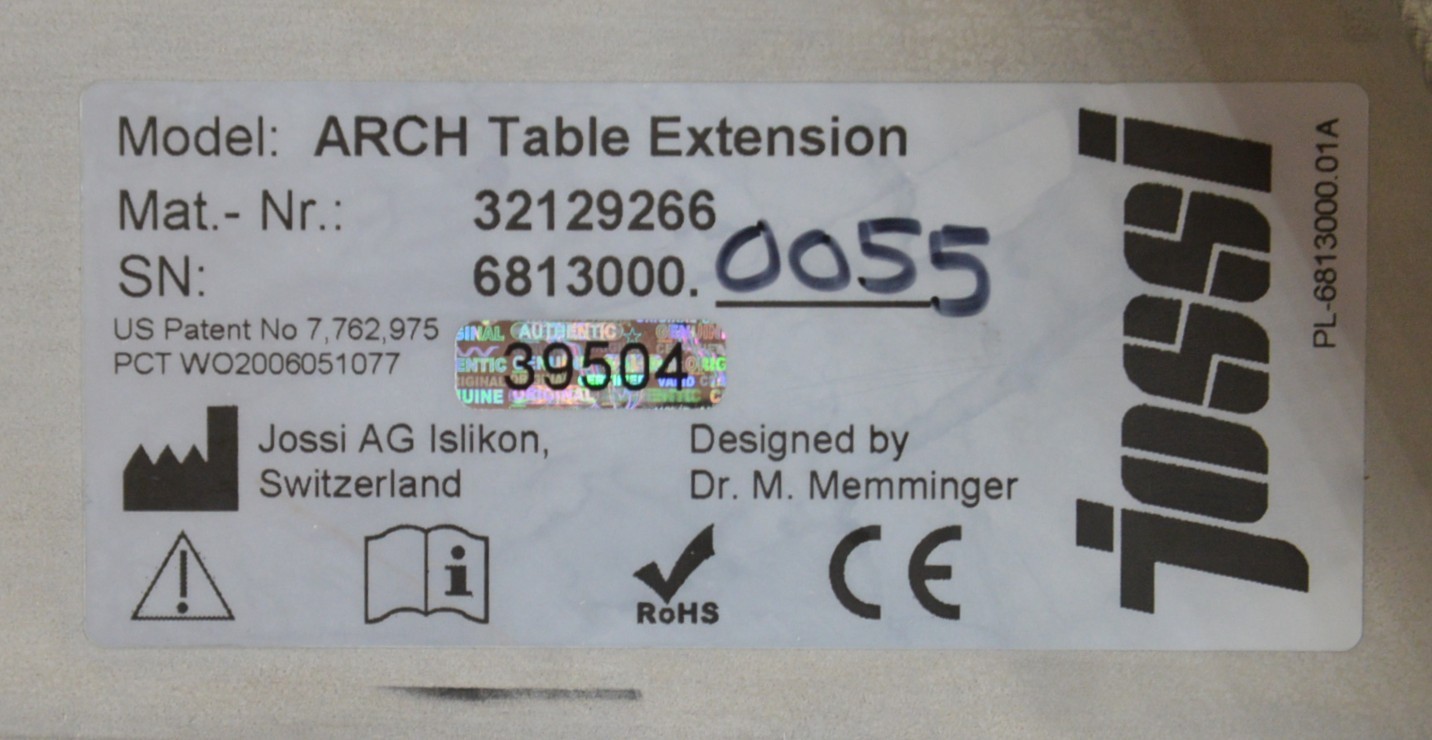 Model: ARCH Table Extension
Mat.- Nr.: 32129266
SN: 6813000. 0055
US Patent No 7,762,975
PCT WO2006051077
39504
AUTHENTIC
Jossi AG Islikon,
Switzerland
Designed by
Dr. M. Memminger
i
RoHS
CE
jossi
PL-6813000.01A